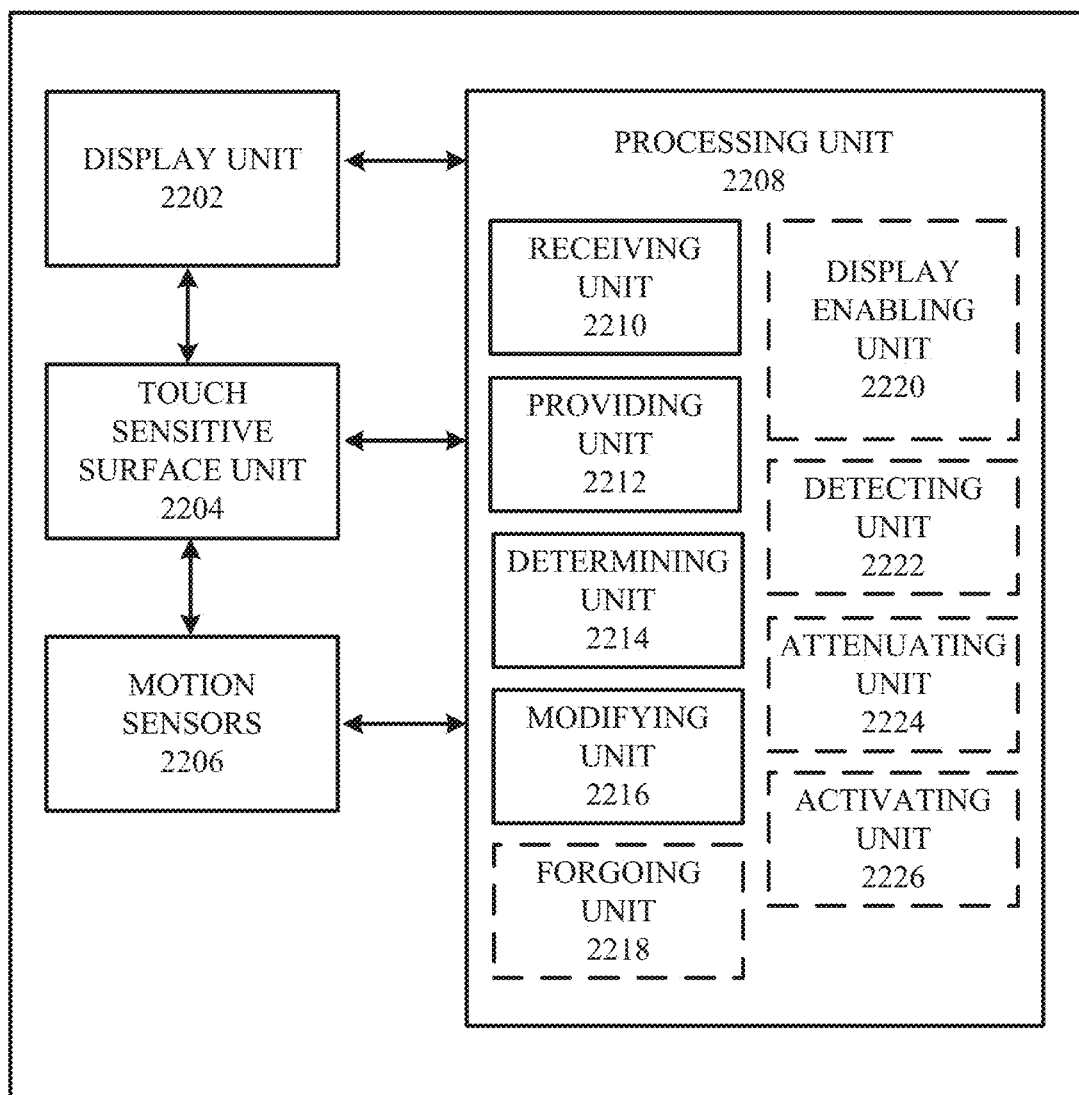 DISPLAY UNIT
2202
TOUCH
SENSITIVE
SURFACE UNIT
2204
MOTION
SENSORS
2206
PROCESSING UNIT
2208
RECEIVING
UNIT
2210
PROVIDING
UNIT
2212
DETERMINING
UNIT
2214
MODIFYING
UNIT
2216
FORGOING
UNIT
2218
DISPLAY
ENABLING
UNIT
2220
DETECTING
UNIT
2222
ATTENUATING
UNIT
2224
ACTIVATING
UNIT
2226